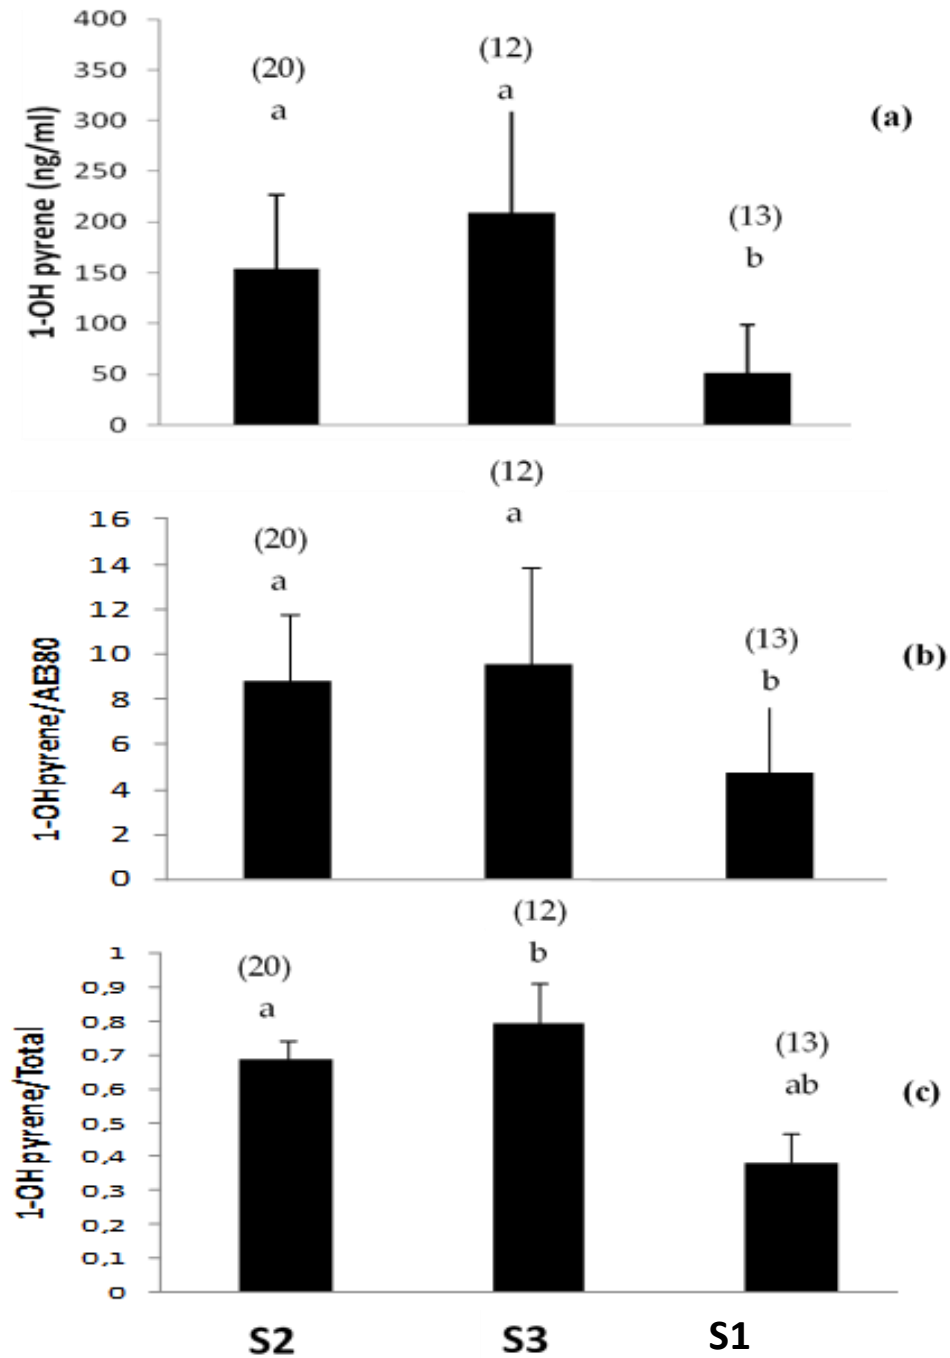 400
350
300
250
200
150
100
50
0
1-OH pyrene (ng/ml)
(20)
a
(12)
a
(13)
b
(a)
16
14
12
10
8
6
4
2
0
1-OHpyrene/AE380
(20)
a
(12)
a
(13)
b
(b)
1
0,9
0,8
0,7
0,6
0,5
0,4
0,3
0,2
0,1
0
1-OHpyrene/Total
(20)
a
(12)
b
(13)
ab
(c)
S2 S3 S1